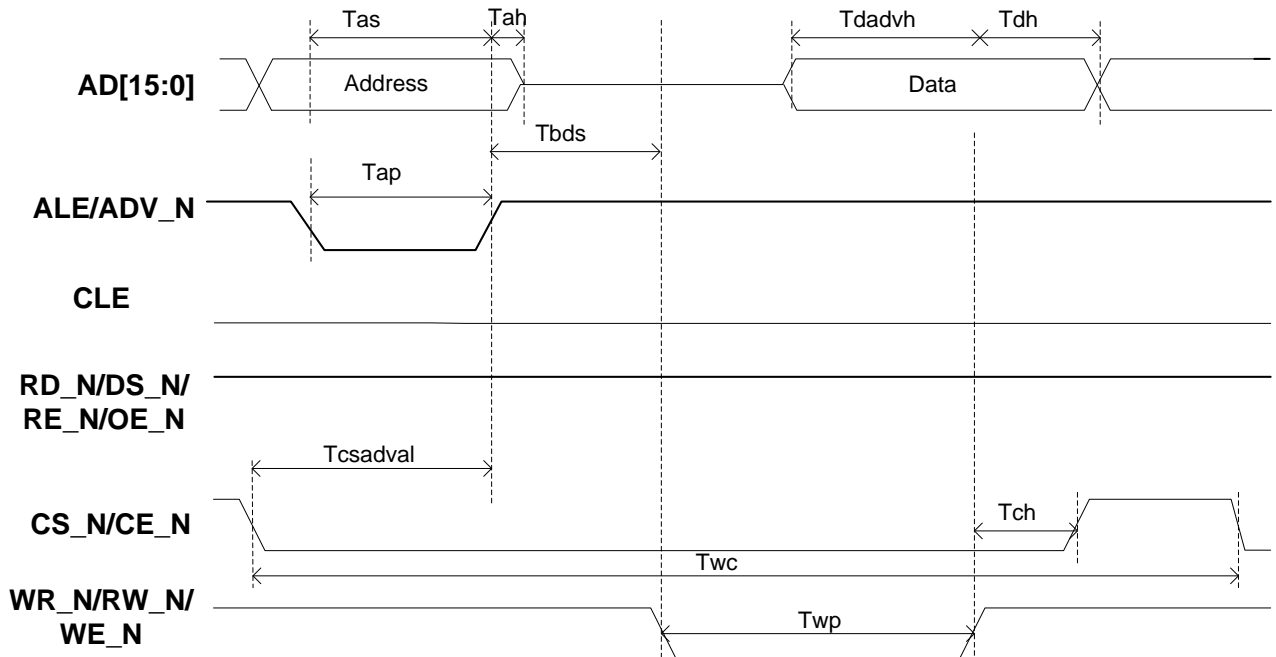 Tas
Tah
Tdadvh
Tdh
AD[15:0]
Address
Data
Tbds
Tap
ALE/ADV_N
CLE
RD_N/DS_N/
RE_N/OE_N
Tcsadval
CS_N/CE_N
Tch
Twc
WR_N/RW_N/
WE_N
Twp